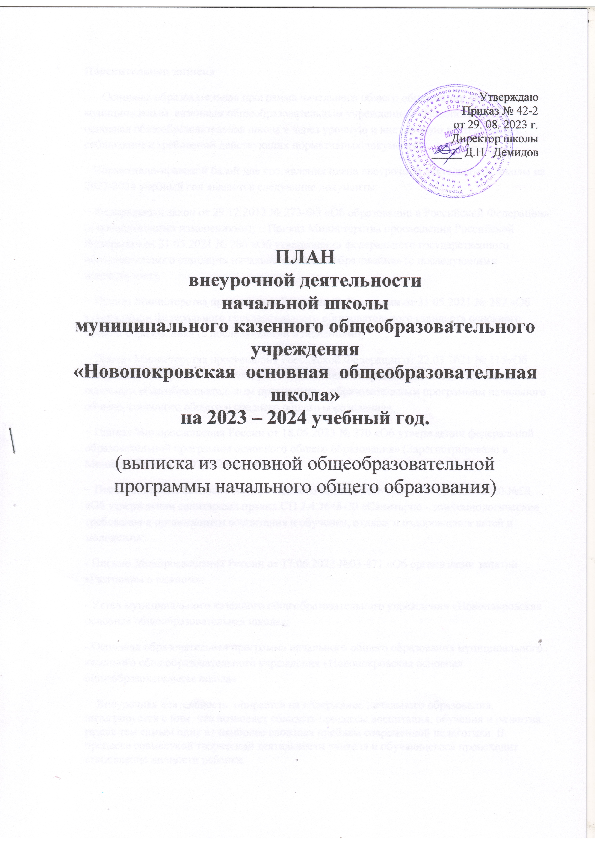 Утверждаю
Приказ № 42-2
от 29. 08. 2023 г.
Директор школы
Д.П. Демидов
ПЛАН
внеурочной деятельности
начальной школы
муниципального казенного общеобразовательного
учреждения
«Новопокровская основная общеобразовательная
школа»
на 2023 – 2024 учебный год.
(выписка из основной общеобразовательной
программы начального общего образования)